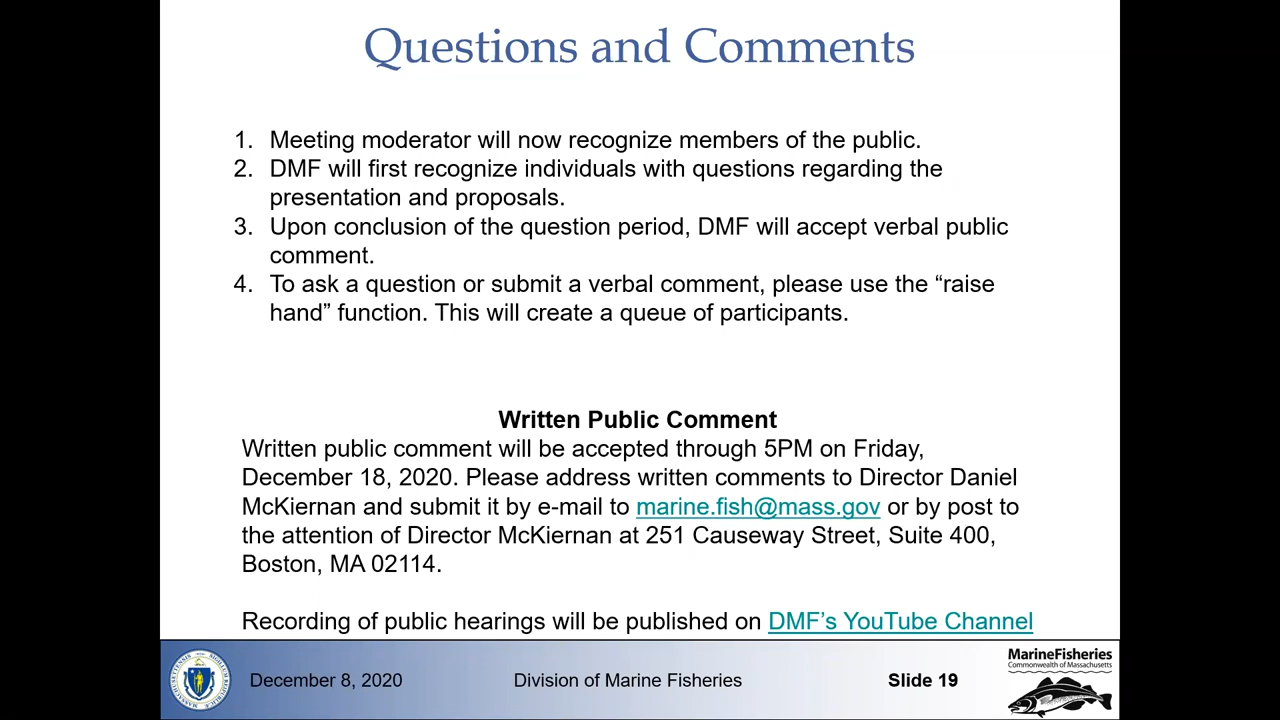 Questions and Comments
1. Meeting moderator will now recognize members of the public.
2. DMF will first recognize individuals with questions regarding the
presentation and proposals.
3. Upon conclusion of the question period, DMF will accept verbal public
comment.
4. To ask a question or submit a verbal comment, please use the “raise
hand” function. This will create a queue of participants.
Written Public Comment
Written public comment will be accepted through 5PM on Friday,
December 18, 2020. Please address written comments to Director Daniel
McKiernan and submit it by e-mail to marine.fish@mass.gov or by post to
the attention of Director McKiernan at 251 Causeway Street, Suite 400,
Boston, MA 02114.
Recording of public hearings will be published on DMF’s YouTube Channel
December 8, 2020
Division of Marine Fisheries
Slide 19
MarineFisheries
Commonwealth of Massachusetts